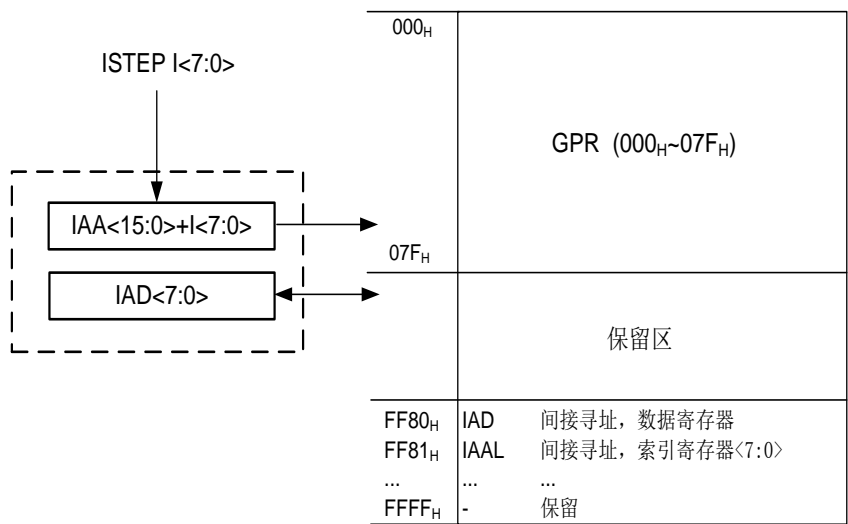 ISTEP I<7:0>
IAA<15:0>+I<7:0>
IAD<7:0>
000H
GPR (000H~07FH)
07FH
保留区
FF80H IAD 间接寻址，数据寄存器
FF81H IAAL 间接寻址，索引寄存器<7:0>
... ... ...
FFFFH - 保留